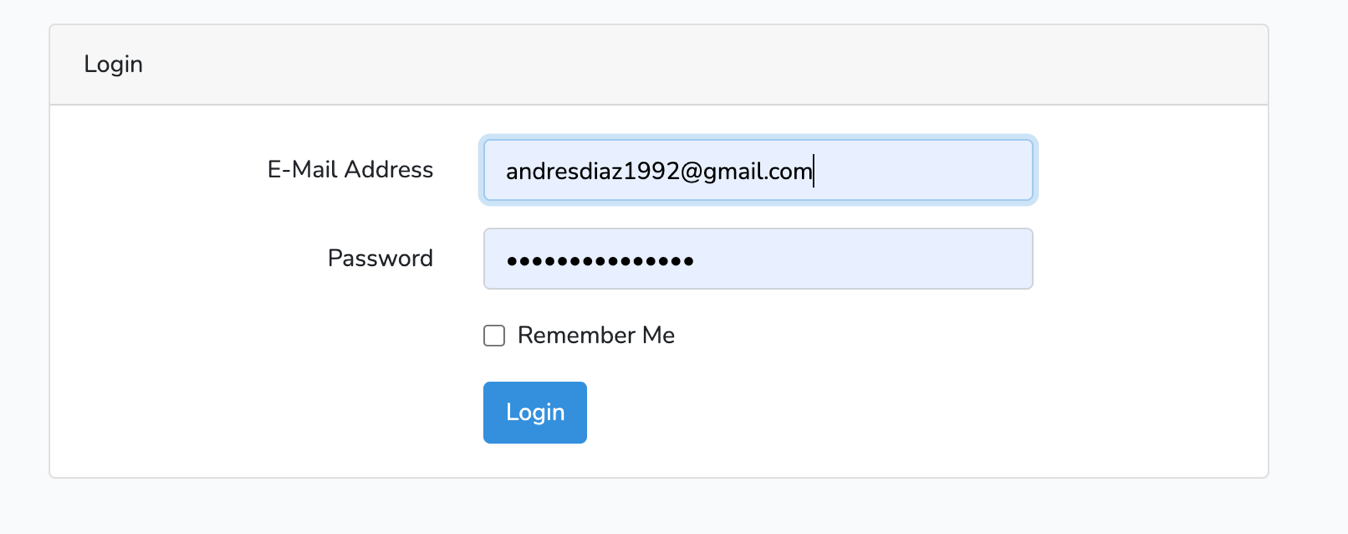 Login
E-Mail Address andresdiaz1992@gmail.com
Password •••••••••••••••
Remember Me
Login